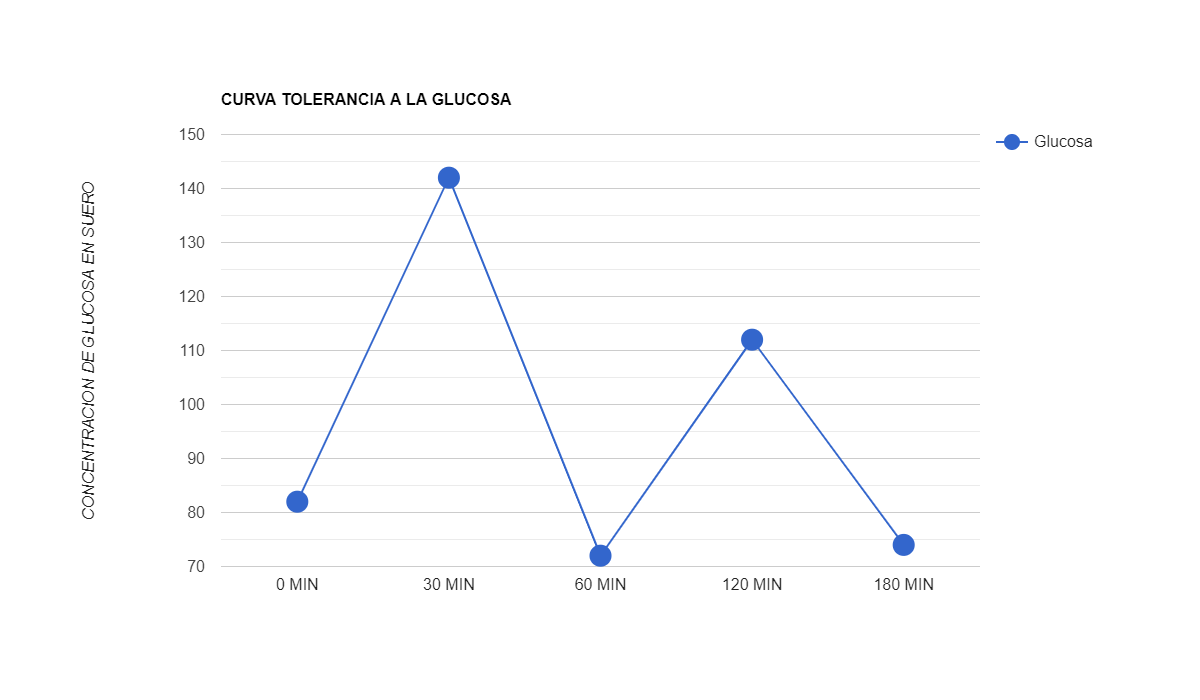 CURVA TOLERANCIA A LA GLUCOSA
Glucosa
CONCENTRACION DE GLUCOSA EN SUERO
150
140
130
120
110
100
90
80
70
0 MIN
30 MIN
60 MIN
120 MIN
180 MIN